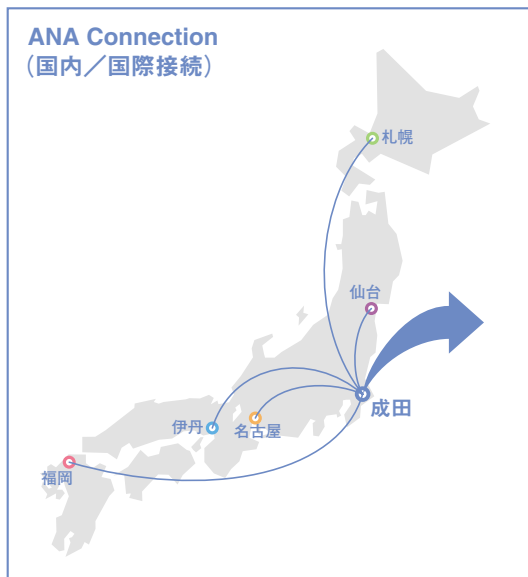 ANA Connection
(国内／国際接続)
札幌
仙台
成田
伊丹
名古屋
福岡